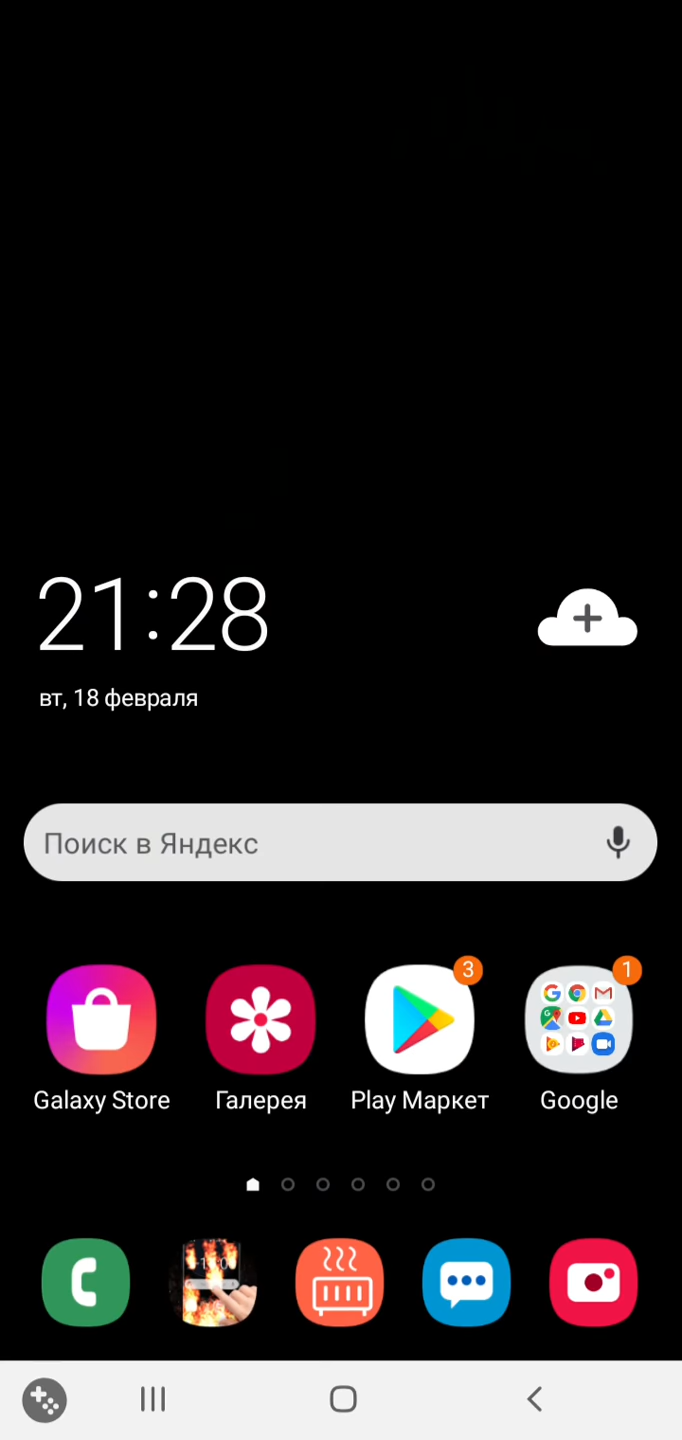 21:28
вт, 18 февраля
Поиск в Яндекс
3
1
Galaxy Store
Галерея
Play Маркет
Google